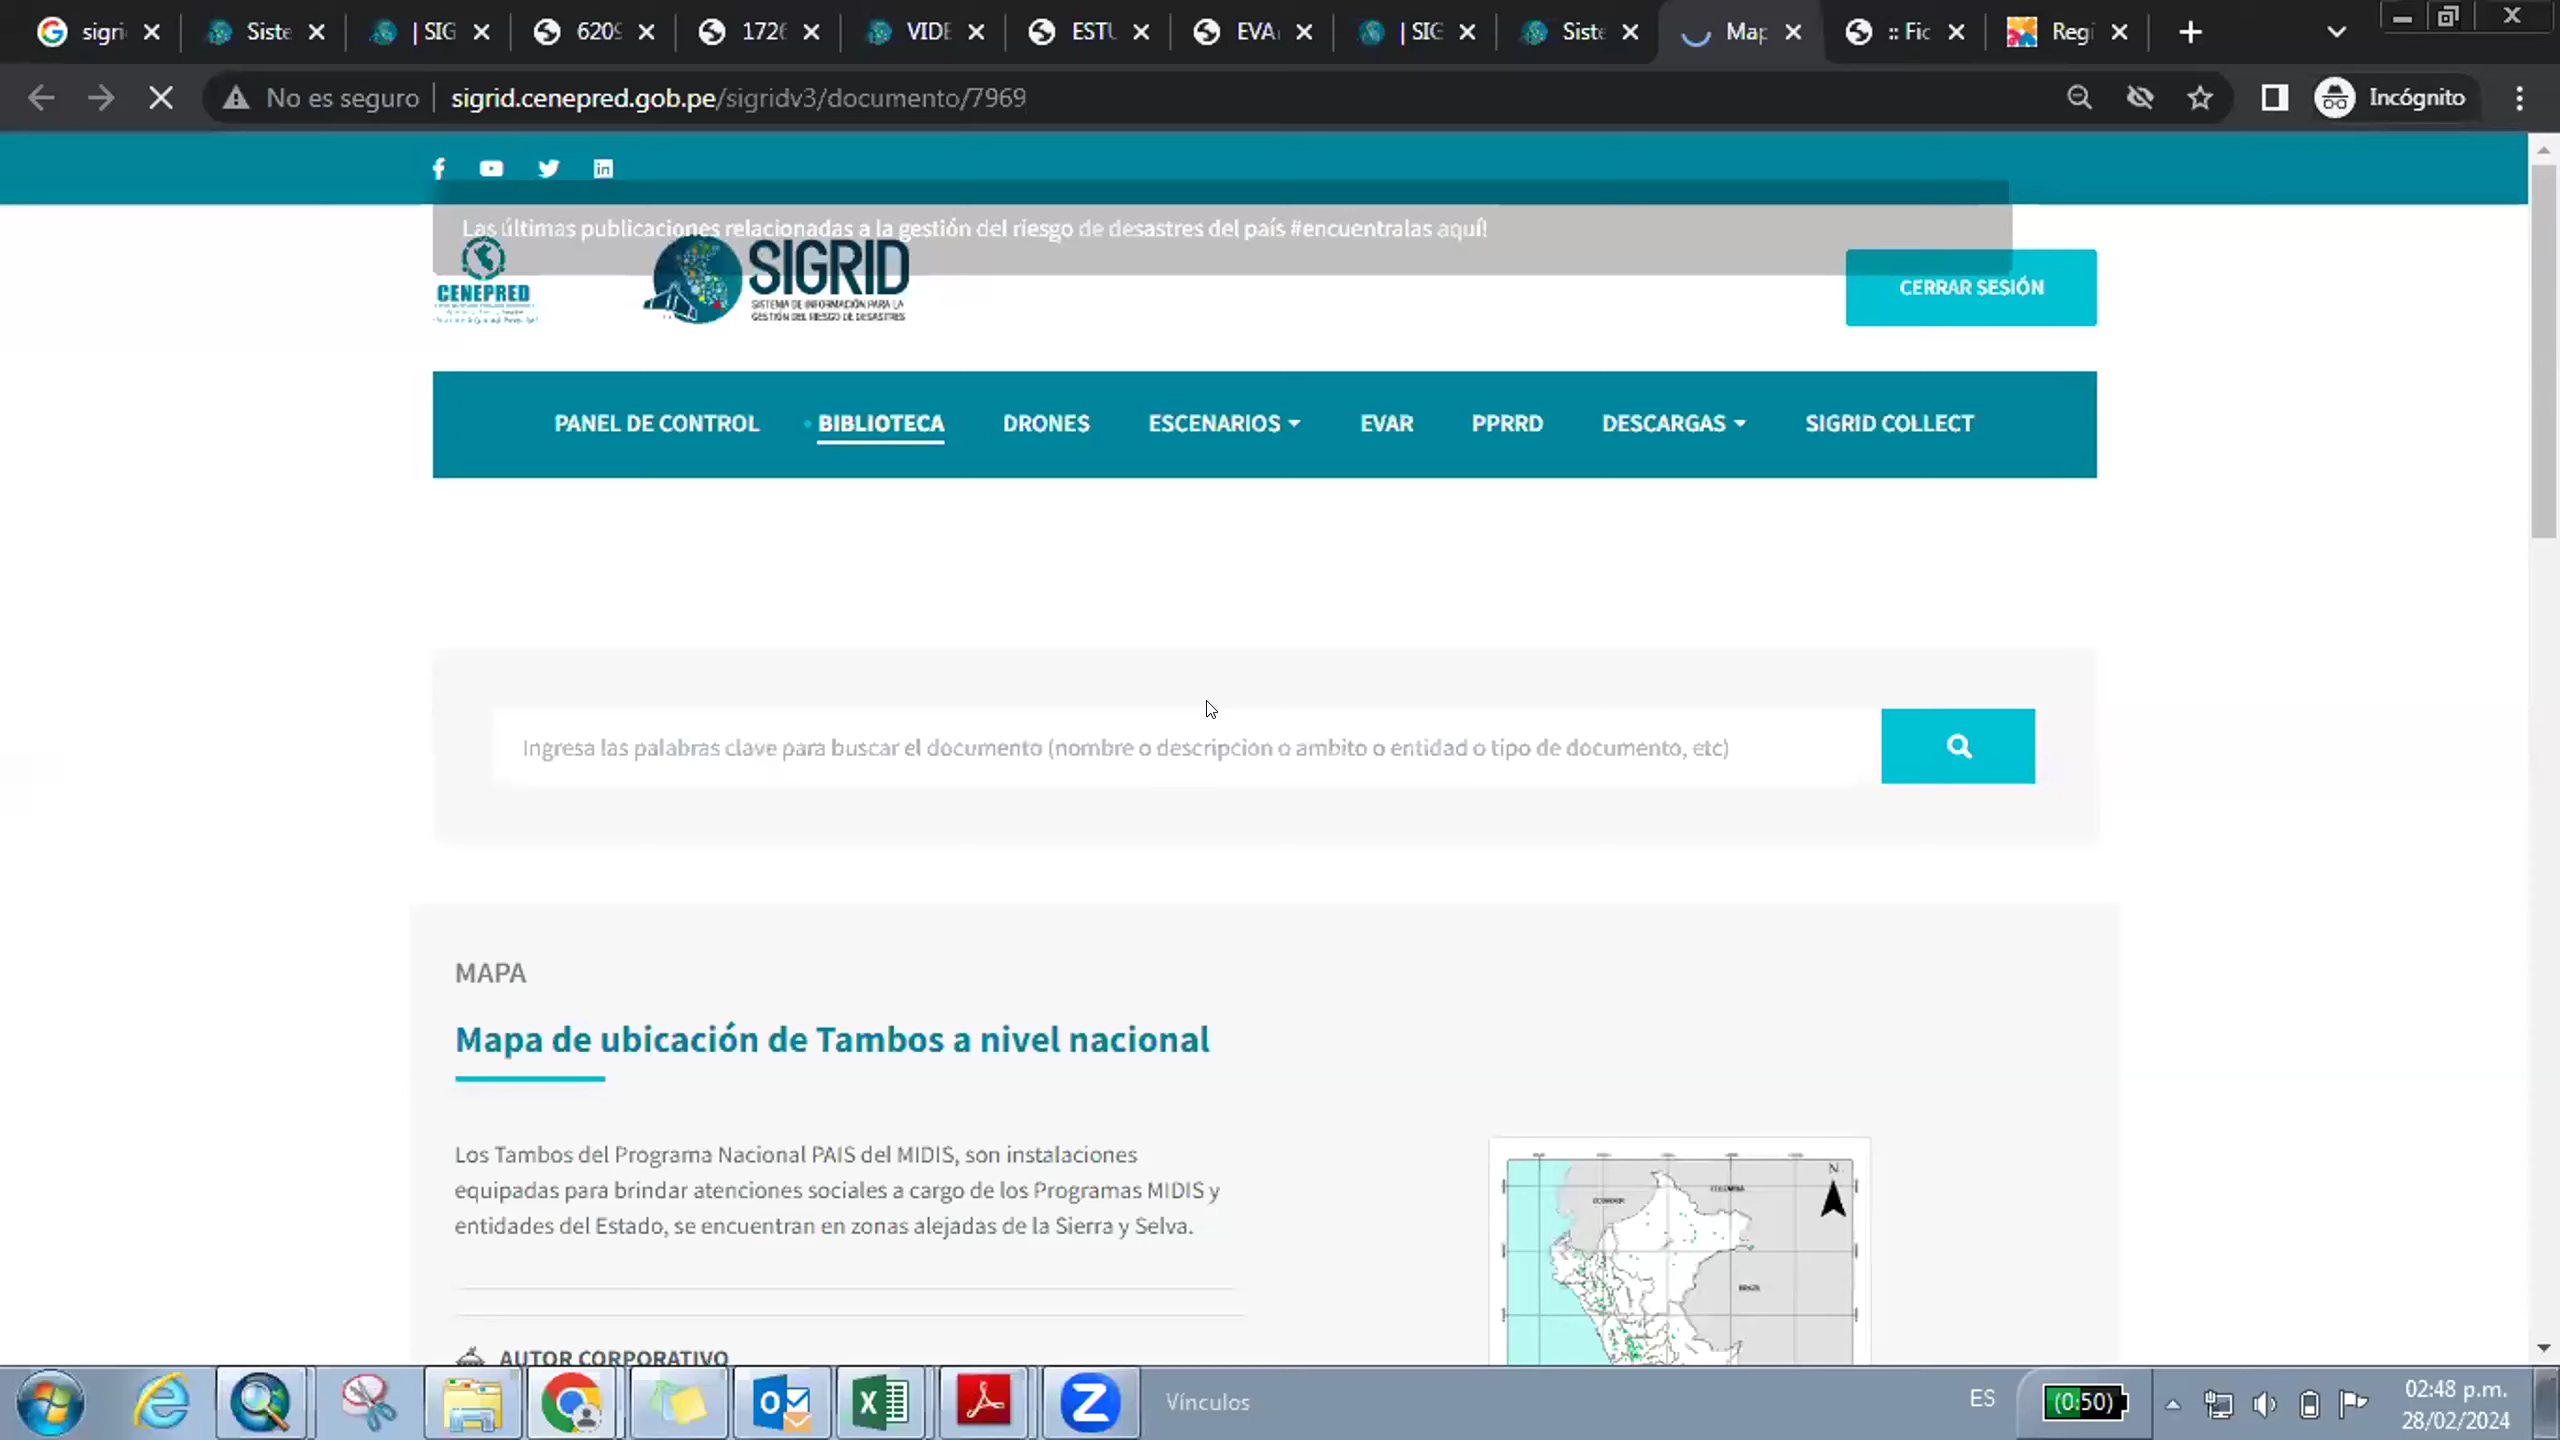 sigri
Siste
| SIG
6209
1726
VIDE
ESTU
EVA
| SIG
Siste
Map
:: Fic
Regi
No es seguro
sigrid.cenepred.gob.pe/sigridv3/documento/7969
Incógnito
Las últimas publicaciones relacionadas a la gestión del riesgo de desastres del país #encuentralas aquí!
CENEPRED
SIGRID
SISTEMA DE INFORMACIÓN PARA LA
GESTIÓN DEL RIESGO DE DESASTRES
CERRAR SESIÓN
PANEL DE CONTROL
BIBLIOTECA
DRONES
ESCENARIOS
EVAR
PPRRD
DESCARGAS
SIGRID COLLECT
Ingresa las palabras clave para buscar el documento (nombre o descripcion o ambito o entidad o tipo de documento, etc)
MAPA
Mapa de ubicación de Tambos a nivel nacional
Los Tambos del Programa Nacional PAIS del MIDIS, son instalaciones
equipadas para brindar atenciones sociales a cargo de los Programas MIDIS y
entidades del Estado, se encuentran en zonas alejadas de la Sierra y Selva.
N
ECUADOR
COLOMBIA
BRAZIL
AUTOR CORPORATIVO
Vínculos
ES
(0:50)
02:48 p.m.
28/02/2024